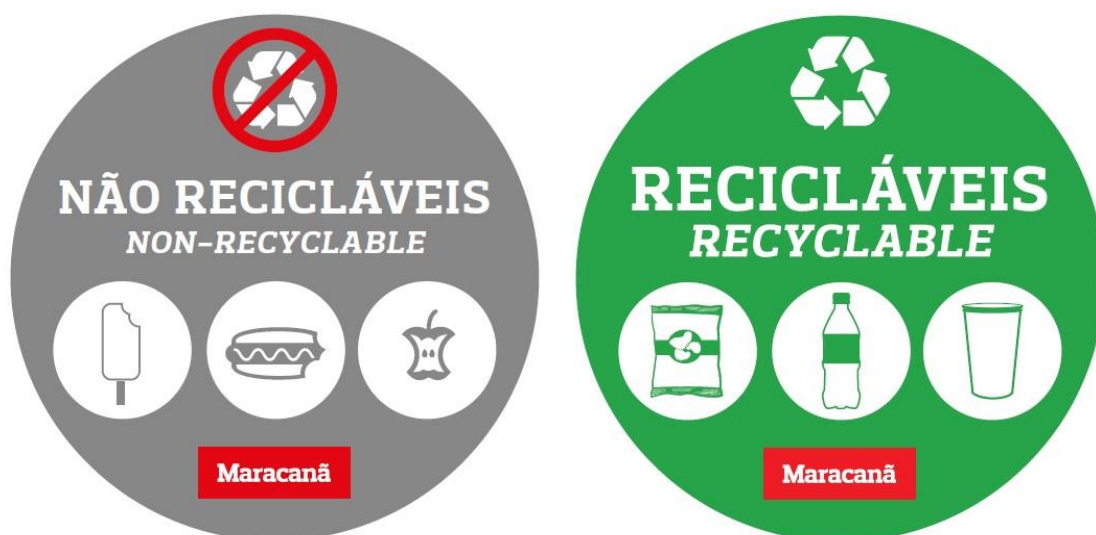 NÃO RECICLÁVEIS
NON-RECYCLABLE
Maracanã
RECICLÁVEIS
RECYCLABLE
Maracanã